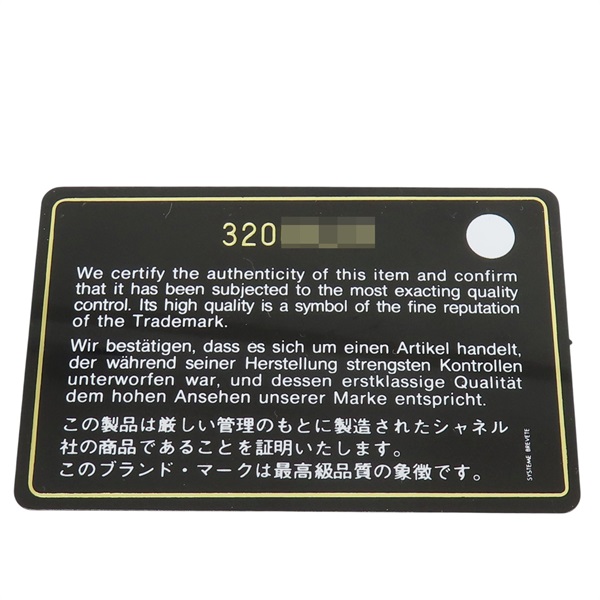 320
We certify the authenticity of this item and confirm
that it has been subjected to the most exacting quality
control. Its high quality is a symbol of the fine reputation
of the Trademark.
Wir bestätigen, dass es sich um einen Artikel handelt,
der während seiner Herstellung strengsten Kontrollen
unterworfen war, und dessen erstklassige Qualität
dem hohen Ansehen unserer Marke entspricht.
この製品は厳しい管理のもとに製造されたシャネル
社の商品であることを証明いたします。
このブランド・マークは最高級品質の象徴です。
SYSTEME BREVETE